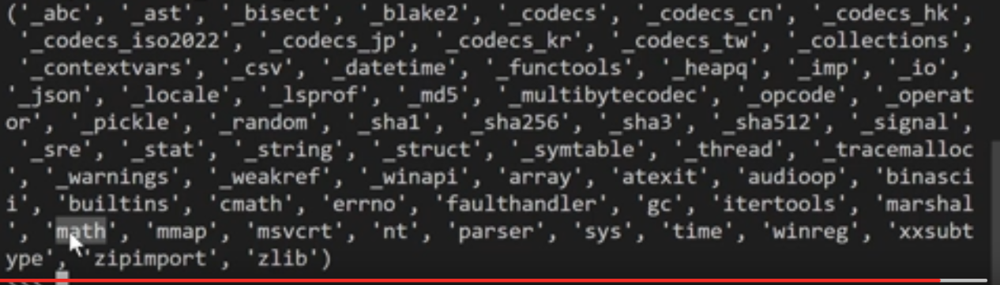 ('_abc', '_ast', '_bisect', '_blake2', '_codecs', '_codecs_cn', '_codecs_hk',
'_codecs_iso2022', '_codecs_jp', '_codecs_kr', '_codecs_tw', '_collections',
'_contextvars', '_csv', '_datetime', '_functools', '_heapq', '_imp', '_io',
'_json', '_locale', '_lsprof', '_md5', '_multibytecodec', '_opcode', '_operat
or', '_pickle', '_random', '_sha1', '_sha256', '_sha3', '_sha512', '_signal',
'_sre', '_stat', '_string', '_struct', '_symtable', '_thread', '_tracemalloc
', '_warnings', '_weakref', '_winapi', 'array', 'atexit', 'audioop', 'binasci
i', 'builtins', 'cmath', 'errno', 'faulthandler', 'gc', 'itertools', 'marshal
', 'math', 'mmap', 'msvcrt', 'nt', 'parser', 'sys', 'time', 'winreg', 'xxsubt
ype', 'zipimport', 'zlib')